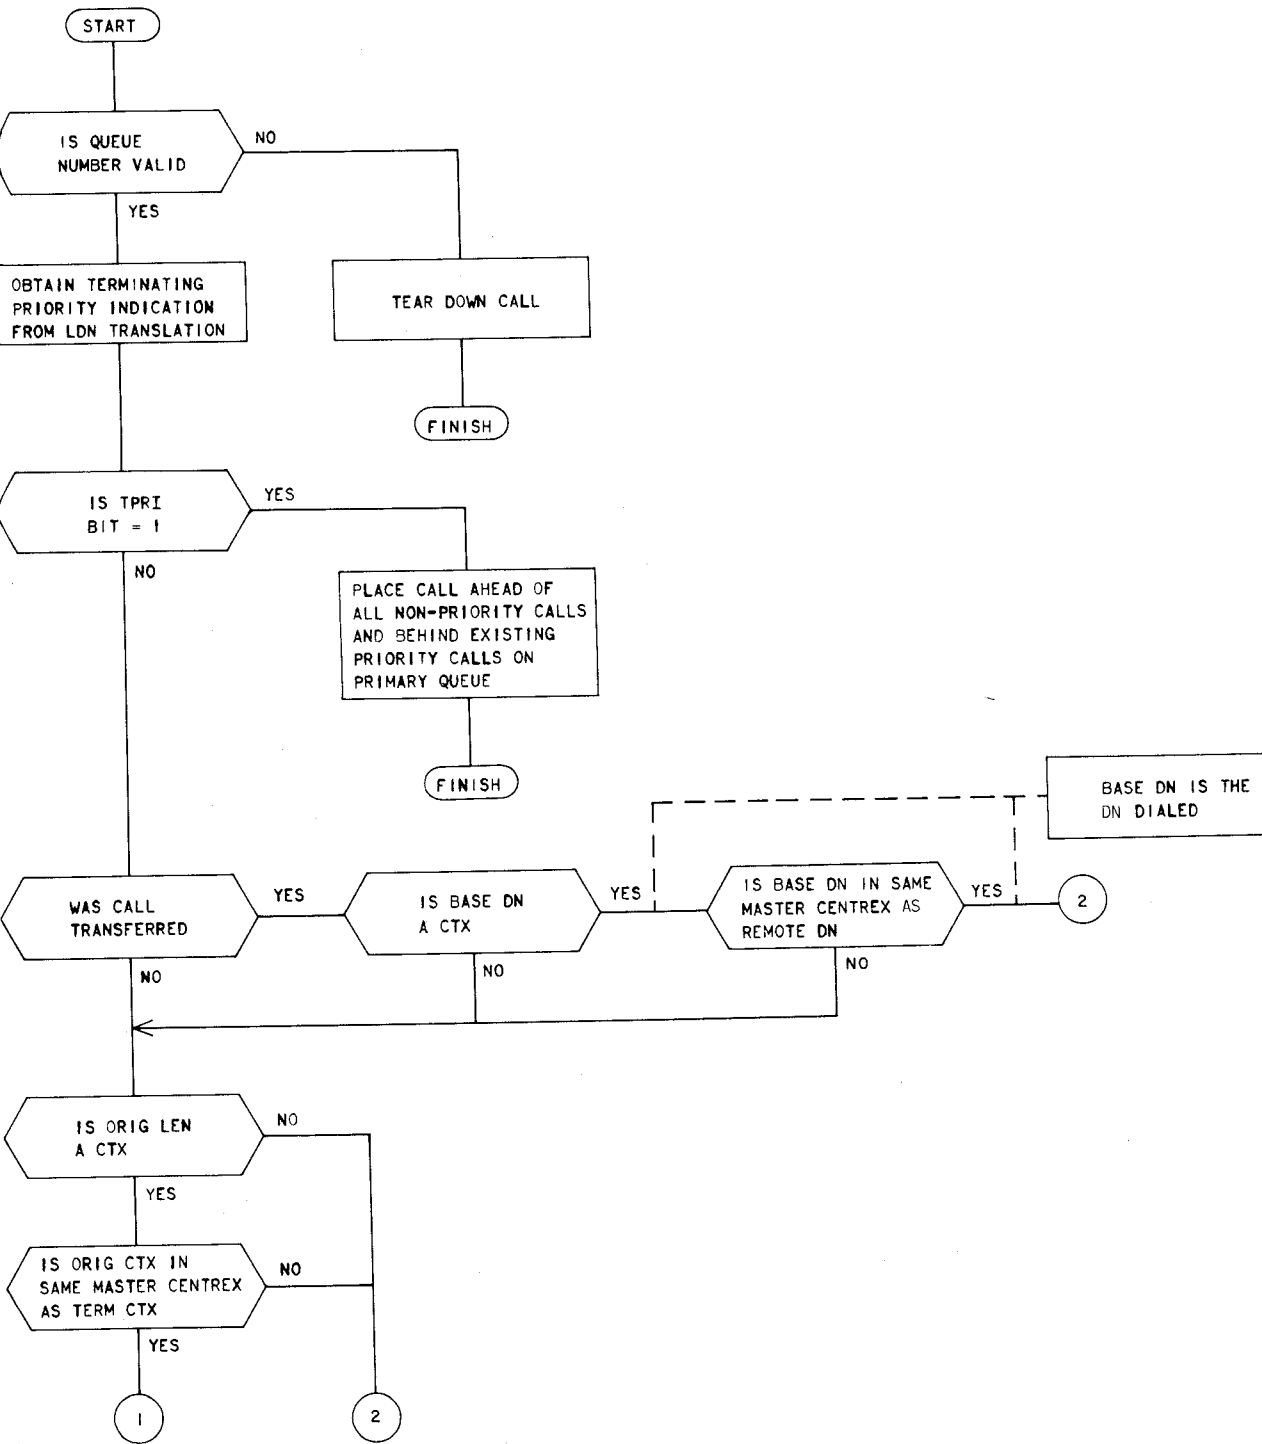 START
IS QUEUE
NUMBER VALID
NO
YES
OBTAIN TERMINATING
PRIORITY INDICATION
FROM LDN TRANSLATION
TEAR DOWN CALL
FINISH
IS TPRI
BIT = 1
YES
NO
PLACE CALL AHEAD OF
ALL NON-PRIORITY CALLS
AND BEHIND EXISTING
PRIORITY CALLS ON
PRIMARY QUEUE
FINISH
BASE DN IS THE
DN DIALED
WAS CALL
TRANSFERRED
YES
NO
IS BASE DN
A CTX
YES
NO
IS BASE DN IN SAME
MASTER CENTREX AS
REMOTE DN
YES
NO
2
IS ORIG LEN
A CTX
NO
YES
IS ORIG CTX IN
SAME MASTER CENTREX
AS TERM CTX
NO
YES
1
2